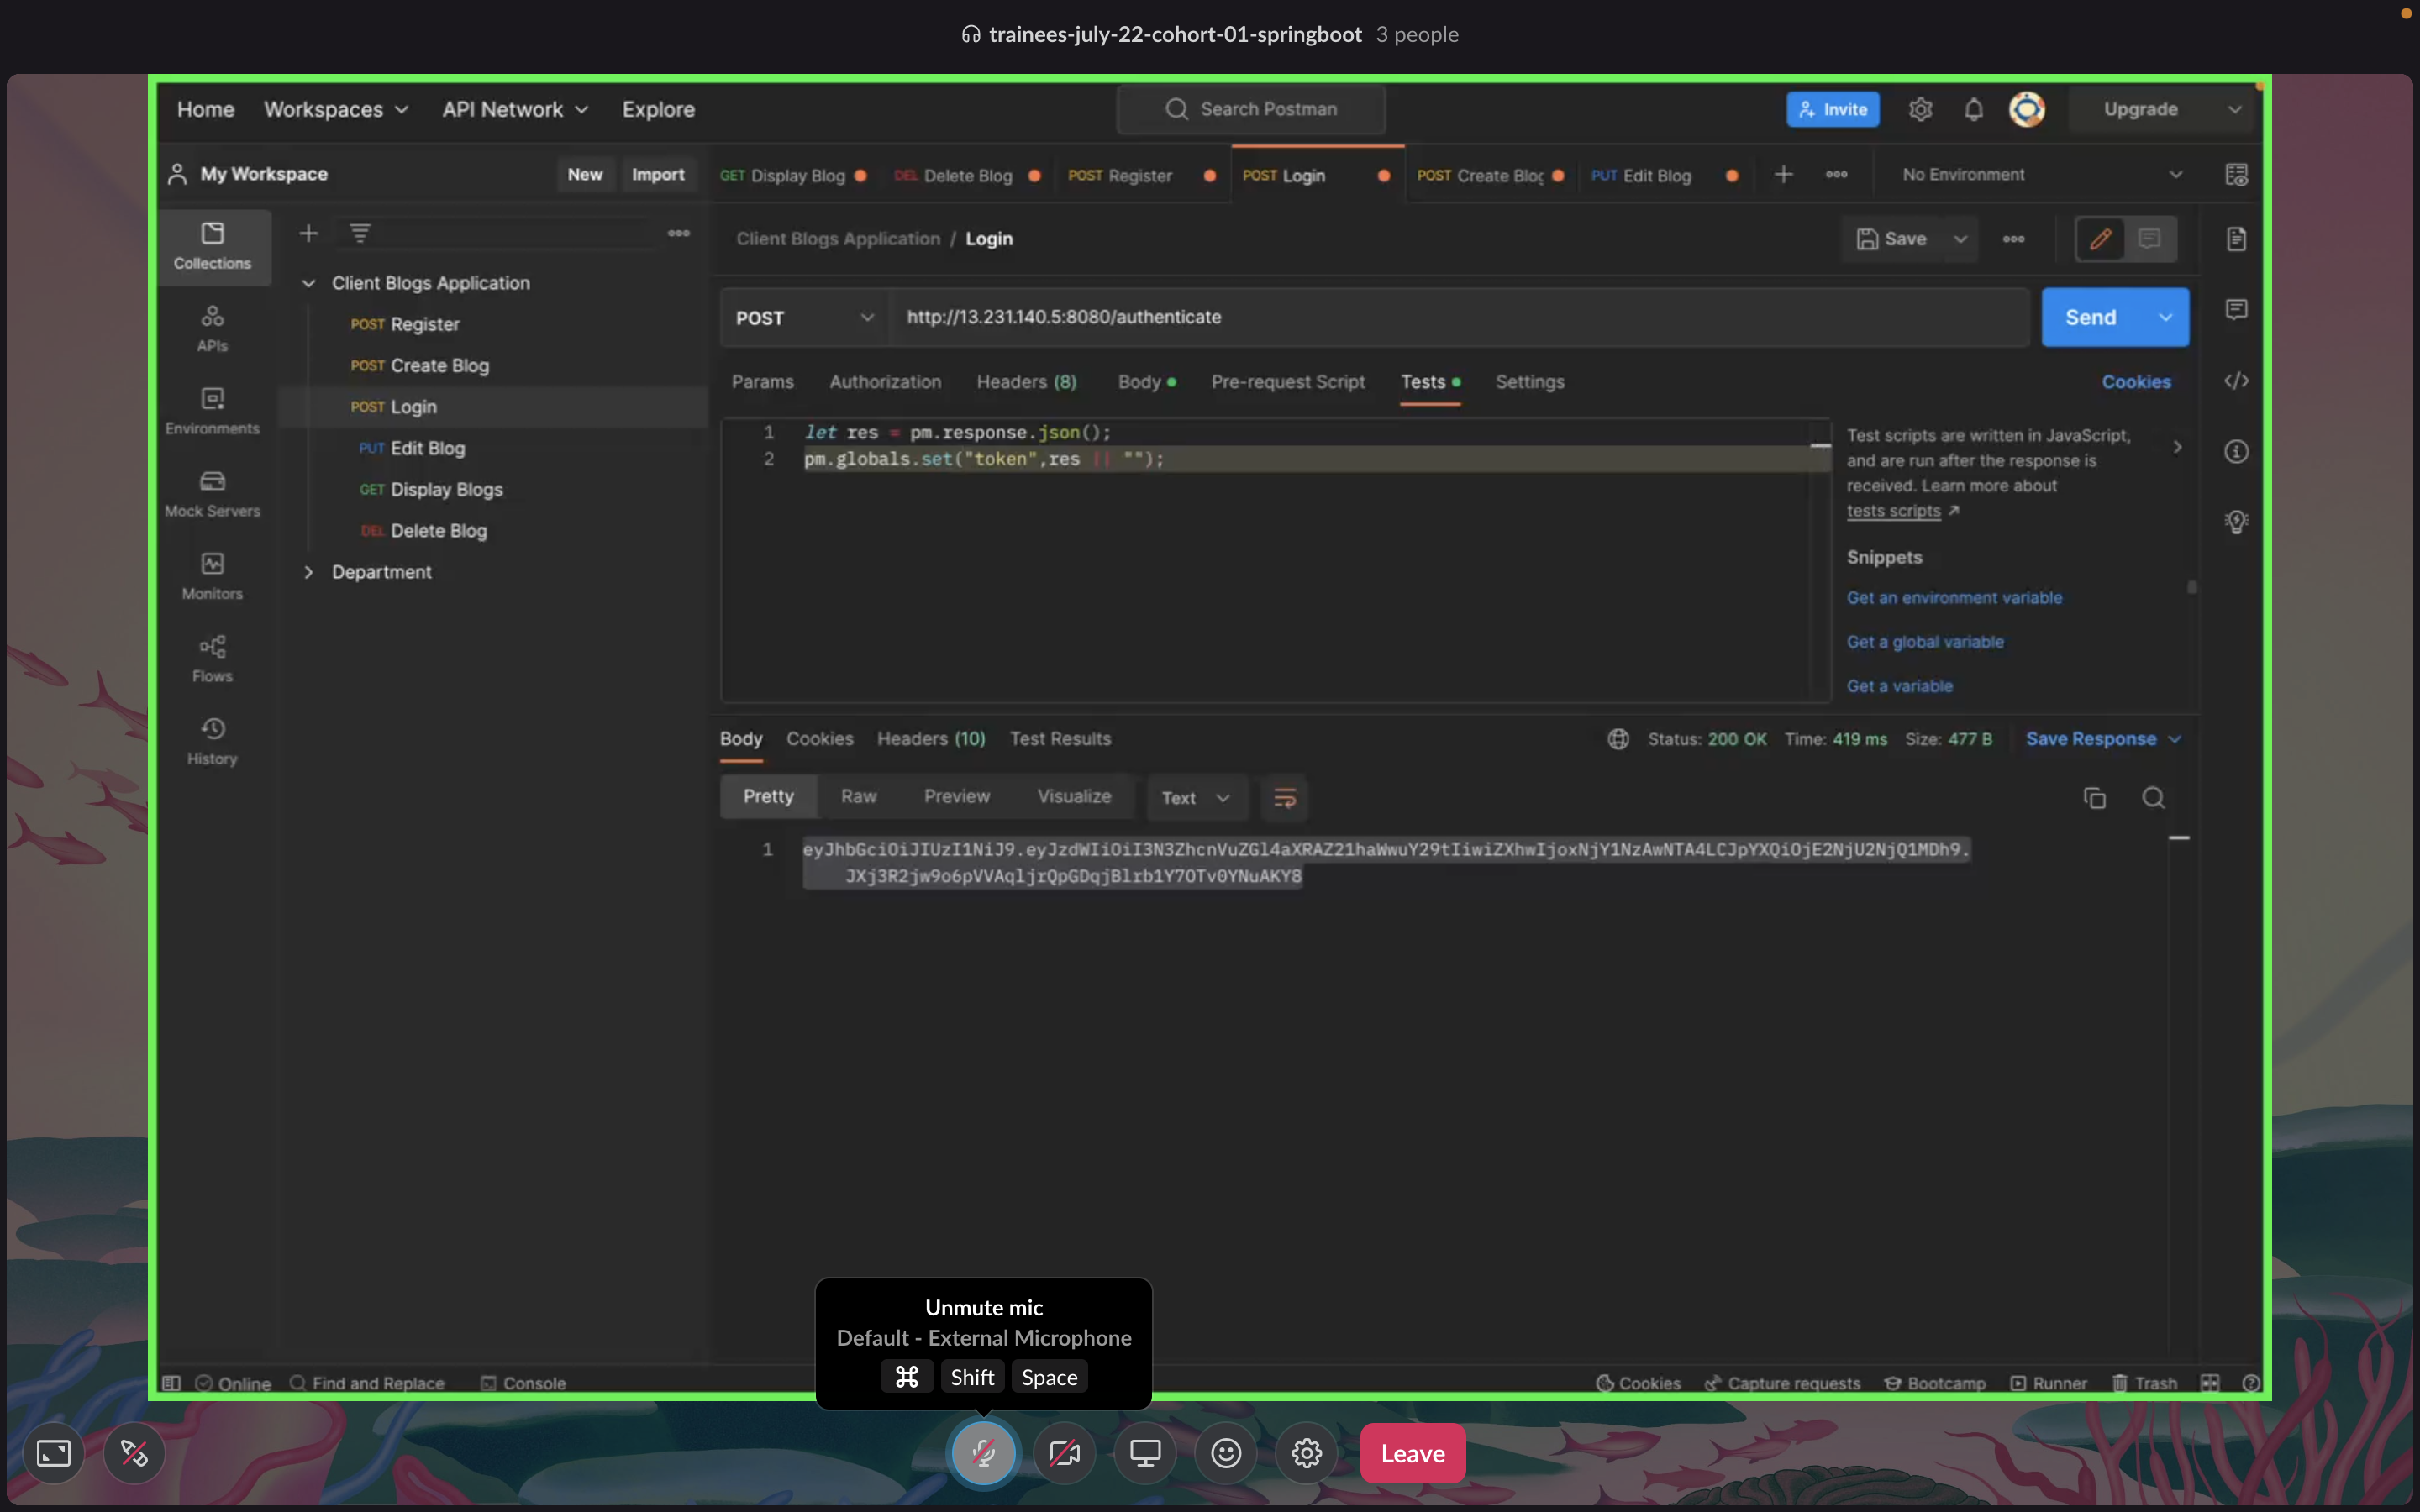 trainees-july-22-cohort-01-springboot 3 people
Home Workspaces API Network Explore Search Postman Invite Upgrade
My Workspace New Import GET Display Blog DEL Delete Blog POST Register POST Login POST Create Blog PUT Edit Blog No Environment
Collections
APIs
Environments
Mock Servers
Monitors
Flows
History
Client Blogs Application
POST Register
POST Create Blog
POST Login
PUT Edit Blog
GET Display Blogs
DEL Delete Blog
Department
Client Blogs Application / Login Save
POST http://13.231.140.5:8080/authenticate Send
Params Authorization Headers (8) Body Pre-request Script Tests Settings Cookies
1 let res = pm.response.json();
2 pm.globals.set("token",res || "");
Test scripts are written in JavaScript,
and are run after the response is
received. Learn more about
tests scripts
Snippets
Get an environment variable
Get a global variable
Get a variable
Body Cookies Headers (10) Test Results Status: 200 OK Time: 419 ms Size: 477 B Save Response
Pretty Raw Preview Visualize Text
1 eyJhbGciOiJIUzI1NiJ9.eyJzdWIiOiI3N3ZhcnVuZGl4aXRAZ21haWwuY29tIiwiZXhwIjoxNjY1NzAwNTA4LCJpYXQiOjE2NjU2NjQ1MDh9.
JXj3R2jw9o6pVVAqljrQpGDqjBlrb1Y7OTv0YNuAKY8
Unmute mic
Default - External Microphone
⌘ Shift Space
Online Find and Replace Console Cookies Capture requests Bootcamp Runner Trash
Leave